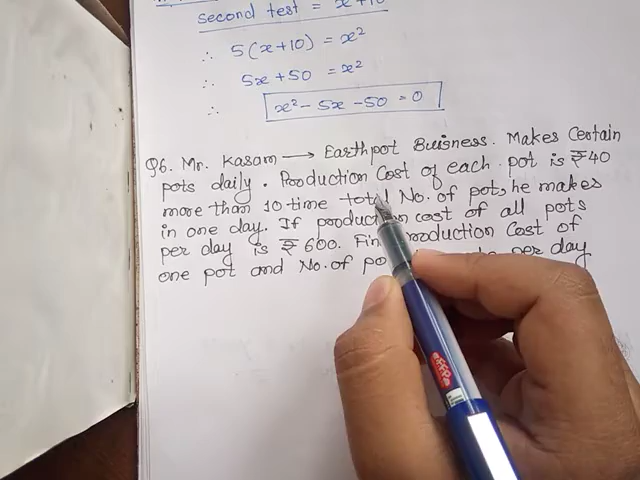 second test = x+10
∴ 5(x+10) = x²
∴ 5x+50 = x²
∴ x²- 5x -50 = 0
Q6. Mr. Kasam → Earthpot Buisness. Makes Certain
pots daily. Production Cost of each pot is ₹40
more than 10 time total No. of pots he makes
in one day. If production cost of all pots
per day is ₹ 600. Find production Cost of
one pot and No. of per day